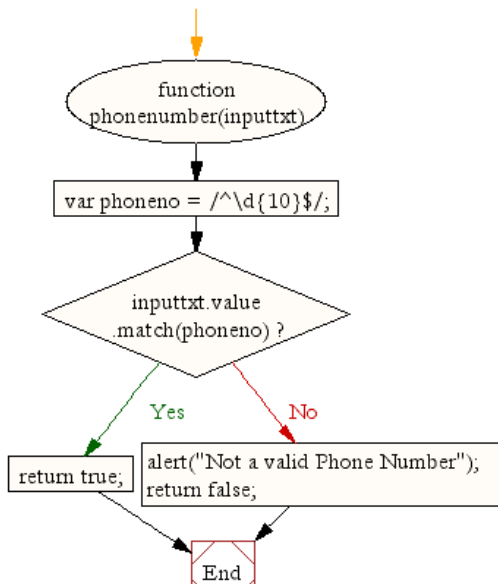 function
phonenumber(inputtxt)
var phoneno = /^\d{10}$/;
inputtxt.value
.match(phoneno) ?
Yes
No
return true;
alert("Not a valid Phone Number");
return false;
End